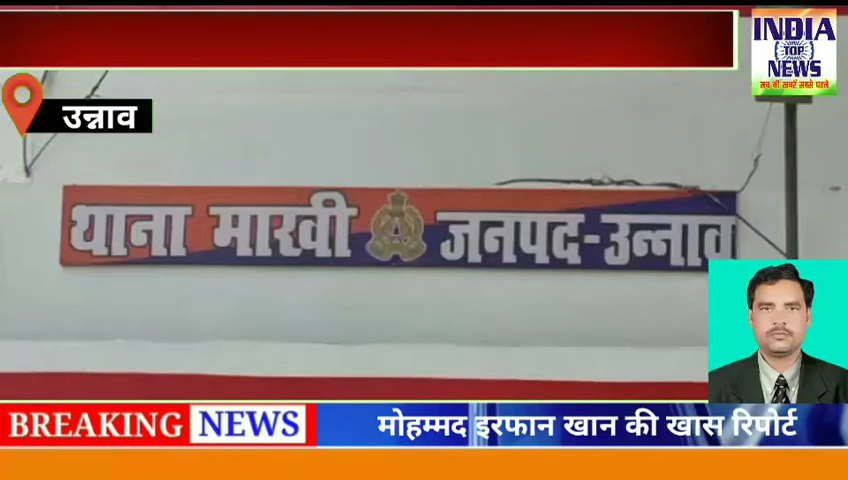 INDIA
TOP
NEWS
सच की खबरें सबसे पहले
उन्नाव
थाना माखी जनपद-उन्नाव
BREAKING NEWS
मोहम्मद इरफान खान की खास रिपोर्ट